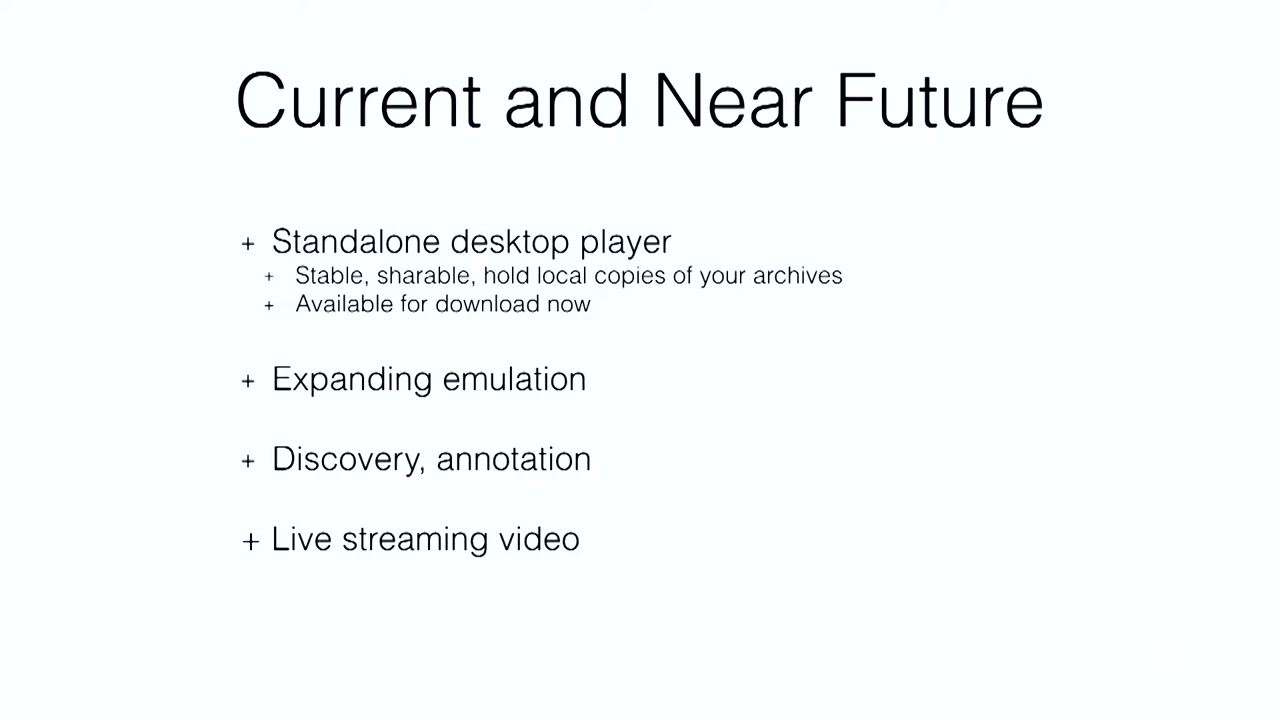 Current and Near Future
+ Standalone desktop player
+ Stable, sharable, hold local copies of your archives
+ Available for download now
+ Expanding emulation
+ Discovery, annotation
+ Live streaming video